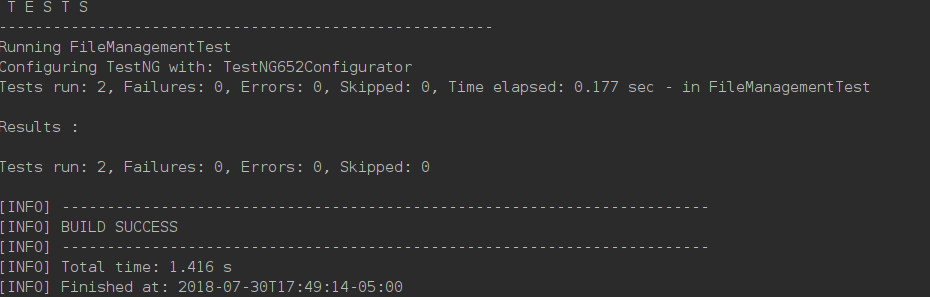 T E S T S
-------------------------------------------------------
Running FileManagementTest
Configuring TestNG with: TestNG652Configurator
Tests run: 2, Failures: 0, Errors: 0, Skipped: 0, Time elapsed: 0.177 sec - in FileManagementTest
Results :
Tests run: 2, Failures: 0, Errors: 0, Skipped: 0
[INFO] ------------------------------------------------------------------------
[INFO] BUILD SUCCESS
[INFO] ------------------------------------------------------------------------
[INFO] Total time: 1.416 s
[INFO] Finished at: 2018-07-30T17:49:14-05:00